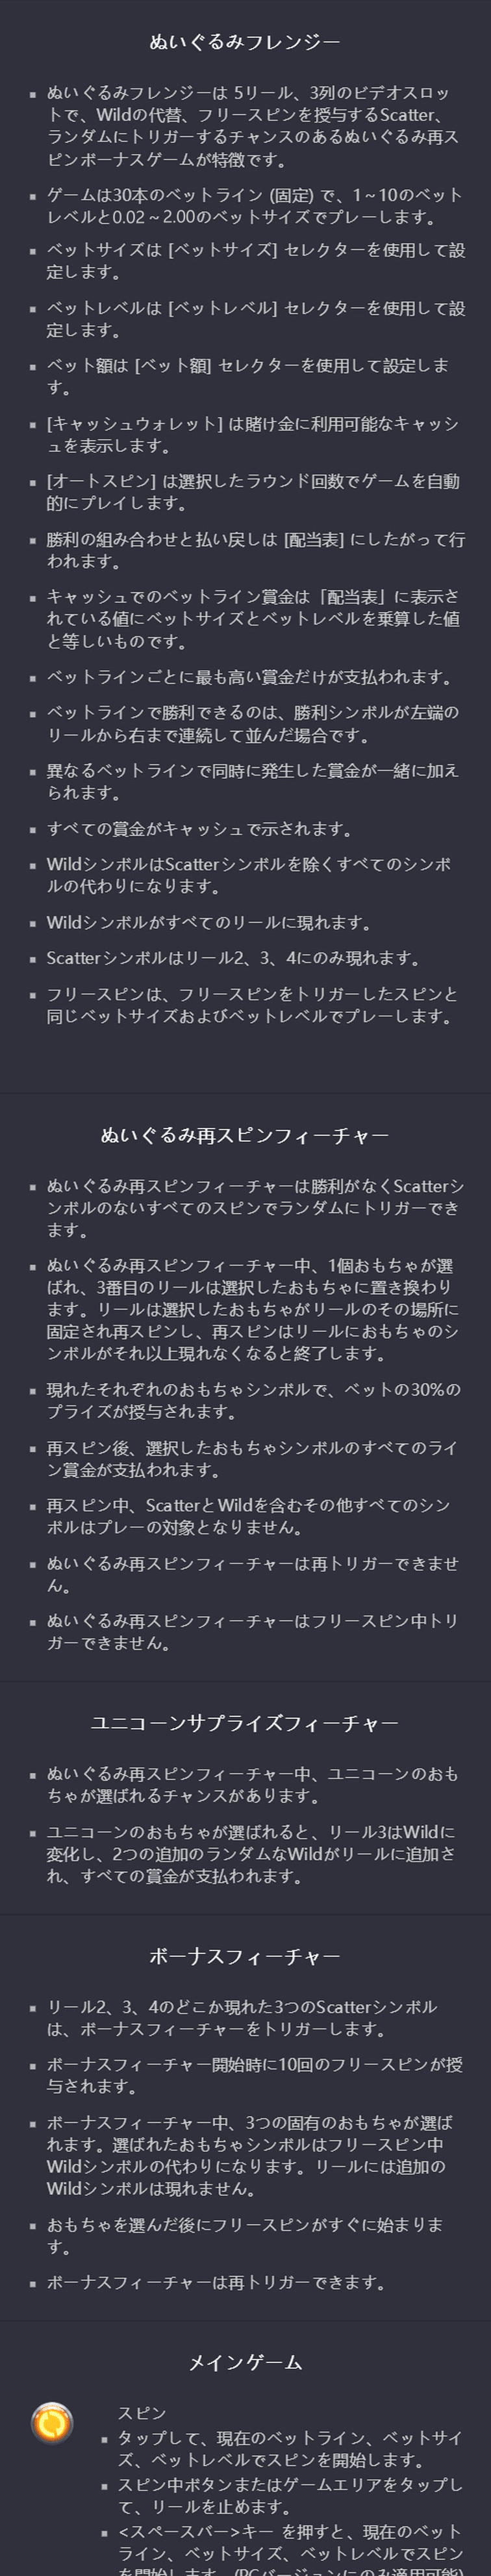 ぬいぐるみフレンジー
▪ ぬいぐるみフレンジーは 5リール、3列のビデオスロッ
トで、Wildの代替、フリースピンを授与するScatter、
ランダムにトリガーするチャンスのあるぬいぐるみ再ス
ピンボーナスゲームが特徴です。
▪ ゲームは30本のベットライン (固定) で、1～10のベット
レベルと0.02～2.00のベットサイズでプレーします。
▪ ベットサイズは [ベットサイズ] セレクターを使用して設
定します。
▪ ベットレベルは [ベットレベル] セレクターを使用して設
定します。
▪ ベット額は [ベット額] セレクターを使用して設定しま
す。
▪ [キャッシュウォレット] は賭け金に利用可能なキャッシ
ュを表示します。
▪ [オートスピン] は選択したラウンド回数でゲームを自動
的にプレイします。
▪ 勝利の組み合わせと払い戻しは [配当表] にしたがって行
われます。
▪ キャッシュでのベットライン賞金は「配当表」に表示さ
れている値にベットサイズとベットレベルを乗算した値
と等しいものです。
▪ ベットラインごとに最も高い賞金だけが支払われます。
▪ ベットラインで勝利できるのは、勝利シンボルが左端の
リールから右まで連続して並んだ場合です。
▪ 異なるベットラインで同時に発生した賞金が一緒に加え
られます。
▪ すべての賞金がキャッシュで示されます。
▪ WildシンボルはScatterシンボルを除くすべてのシンボ
ルの代わりになります。
▪ Wildシンボルがすべてのリールに現れます。
▪ Scatterシンボルはリール2、3、4にのみ現れます。
▪ フリースピンは、フリースピンをトリガーしたスピンと
同じベットサイズおよびベットレベルでプレーします。
ぬいぐるみ再スピンフィーチャー
▪ ぬいぐるみ再スピンフィーチャーは勝利がなくScatterシ
ンボルのないすべてのスピンでランダムにトリガーでき
ます。
▪ ぬいぐるみ再スピンフィーチャー中、1個おもちゃが選
ばれ、3番目のリールは選択したおもちゃに置き換わり
ます。リールは選択したおもちゃがリールのその場所に
固定され再スピンし、再スピンはリールにおもちゃのシ
ンボルがそれ以上現れなくなると終了します。
▪ 現れたそれぞれのおもちゃシンボルで、ベットの30%の
プライズが授与されます。
▪ 再スピン後、選択したおもちゃシンボルのすべてのライ
ン賞金が支払われます。
▪ 再スピン中、ScatterとWildを含むその他すべてのシン
ボルはプレーの対象となりません。
▪ ぬいぐるみ再スピンフィーチャーは再トリガーできませ
ん。
▪ ぬいぐるみ再スピンフィーチャーはフリースピン中トリ
ガーできません。
ユニコーンサプライズフィーチャー
▪ ぬいぐるみ再スピンフィーチャー中、ユニコーンのおも
ちゃが選ばれるチャンスがあります。
▪ ユニコーンのおもちゃが選ばれると、リール3はWildに
変化し、2つの追加のランダムなWildがリールに追加さ
れ、すべての賞金が支払われます。
ボーナスフィーチャー
▪ リール2、3、4のどこか現れた3つのScatterシンボル
は、ボーナスフィーチャーをトリガーします。
▪ ボーナスフィーチャー開始時に10回のフリースピンが授
与されます。
▪ ボーナスフィーチャー中、3つの固有のおもちゃが選ば
れます。選ばれたおもちゃシンボルはフリースピン中
Wildシンボルの代わりになります。リールには追加の
Wildシンボルは現れません。
▪ おもちゃを選んだ後にフリースピンがすぐに始まりま
す。
▪ ボーナスフィーチャーは再トリガーできます。
メインゲーム
スピン
▪ タップして、現在のベットライン、ベットサイ
ズ、ベットレベルでスピンを開始します。
▪ スピン中ボタンまたはゲームエリアをタップし
て、リールを止めます。
▪ <スペースバー>キー を押すと、現在のベット
ライン、ベットサイズ、ベットレベルでスピン
を開始します。(PCバージョンにのみ適用可能)